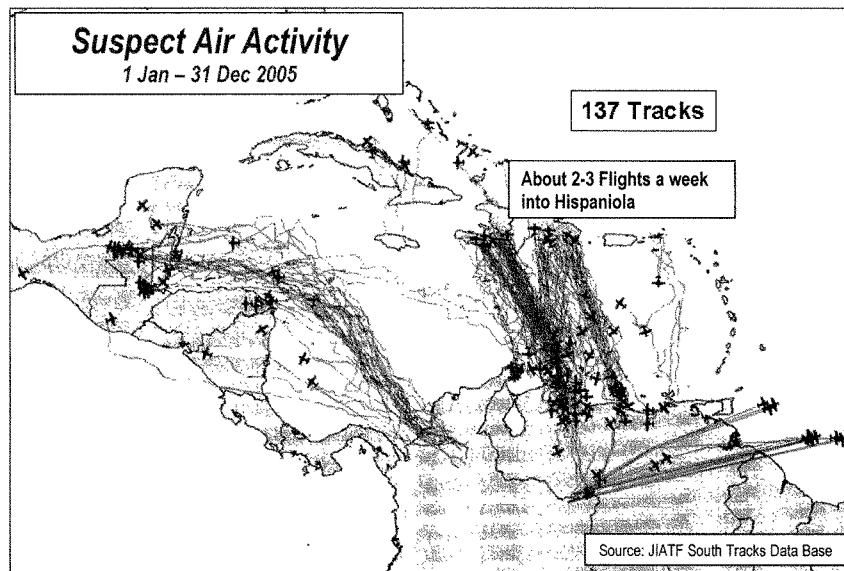 Suspect Air Activity
1 Jan – 31 Dec 2005
137 Tracks
About 2-3 Flights a week
into Hispaniola
Source: JIATF South Tracks Data Base